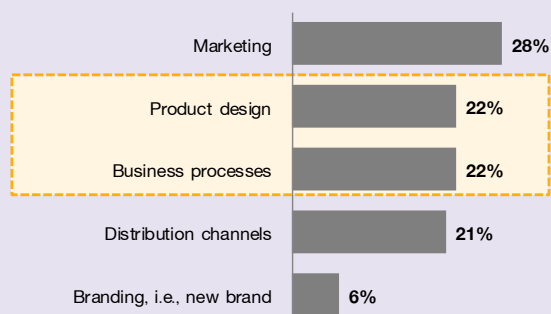 Marketing 28%
Product design 22%
Business processes 22%
Distribution channels 21%
Branding, i.e., new brand 6%